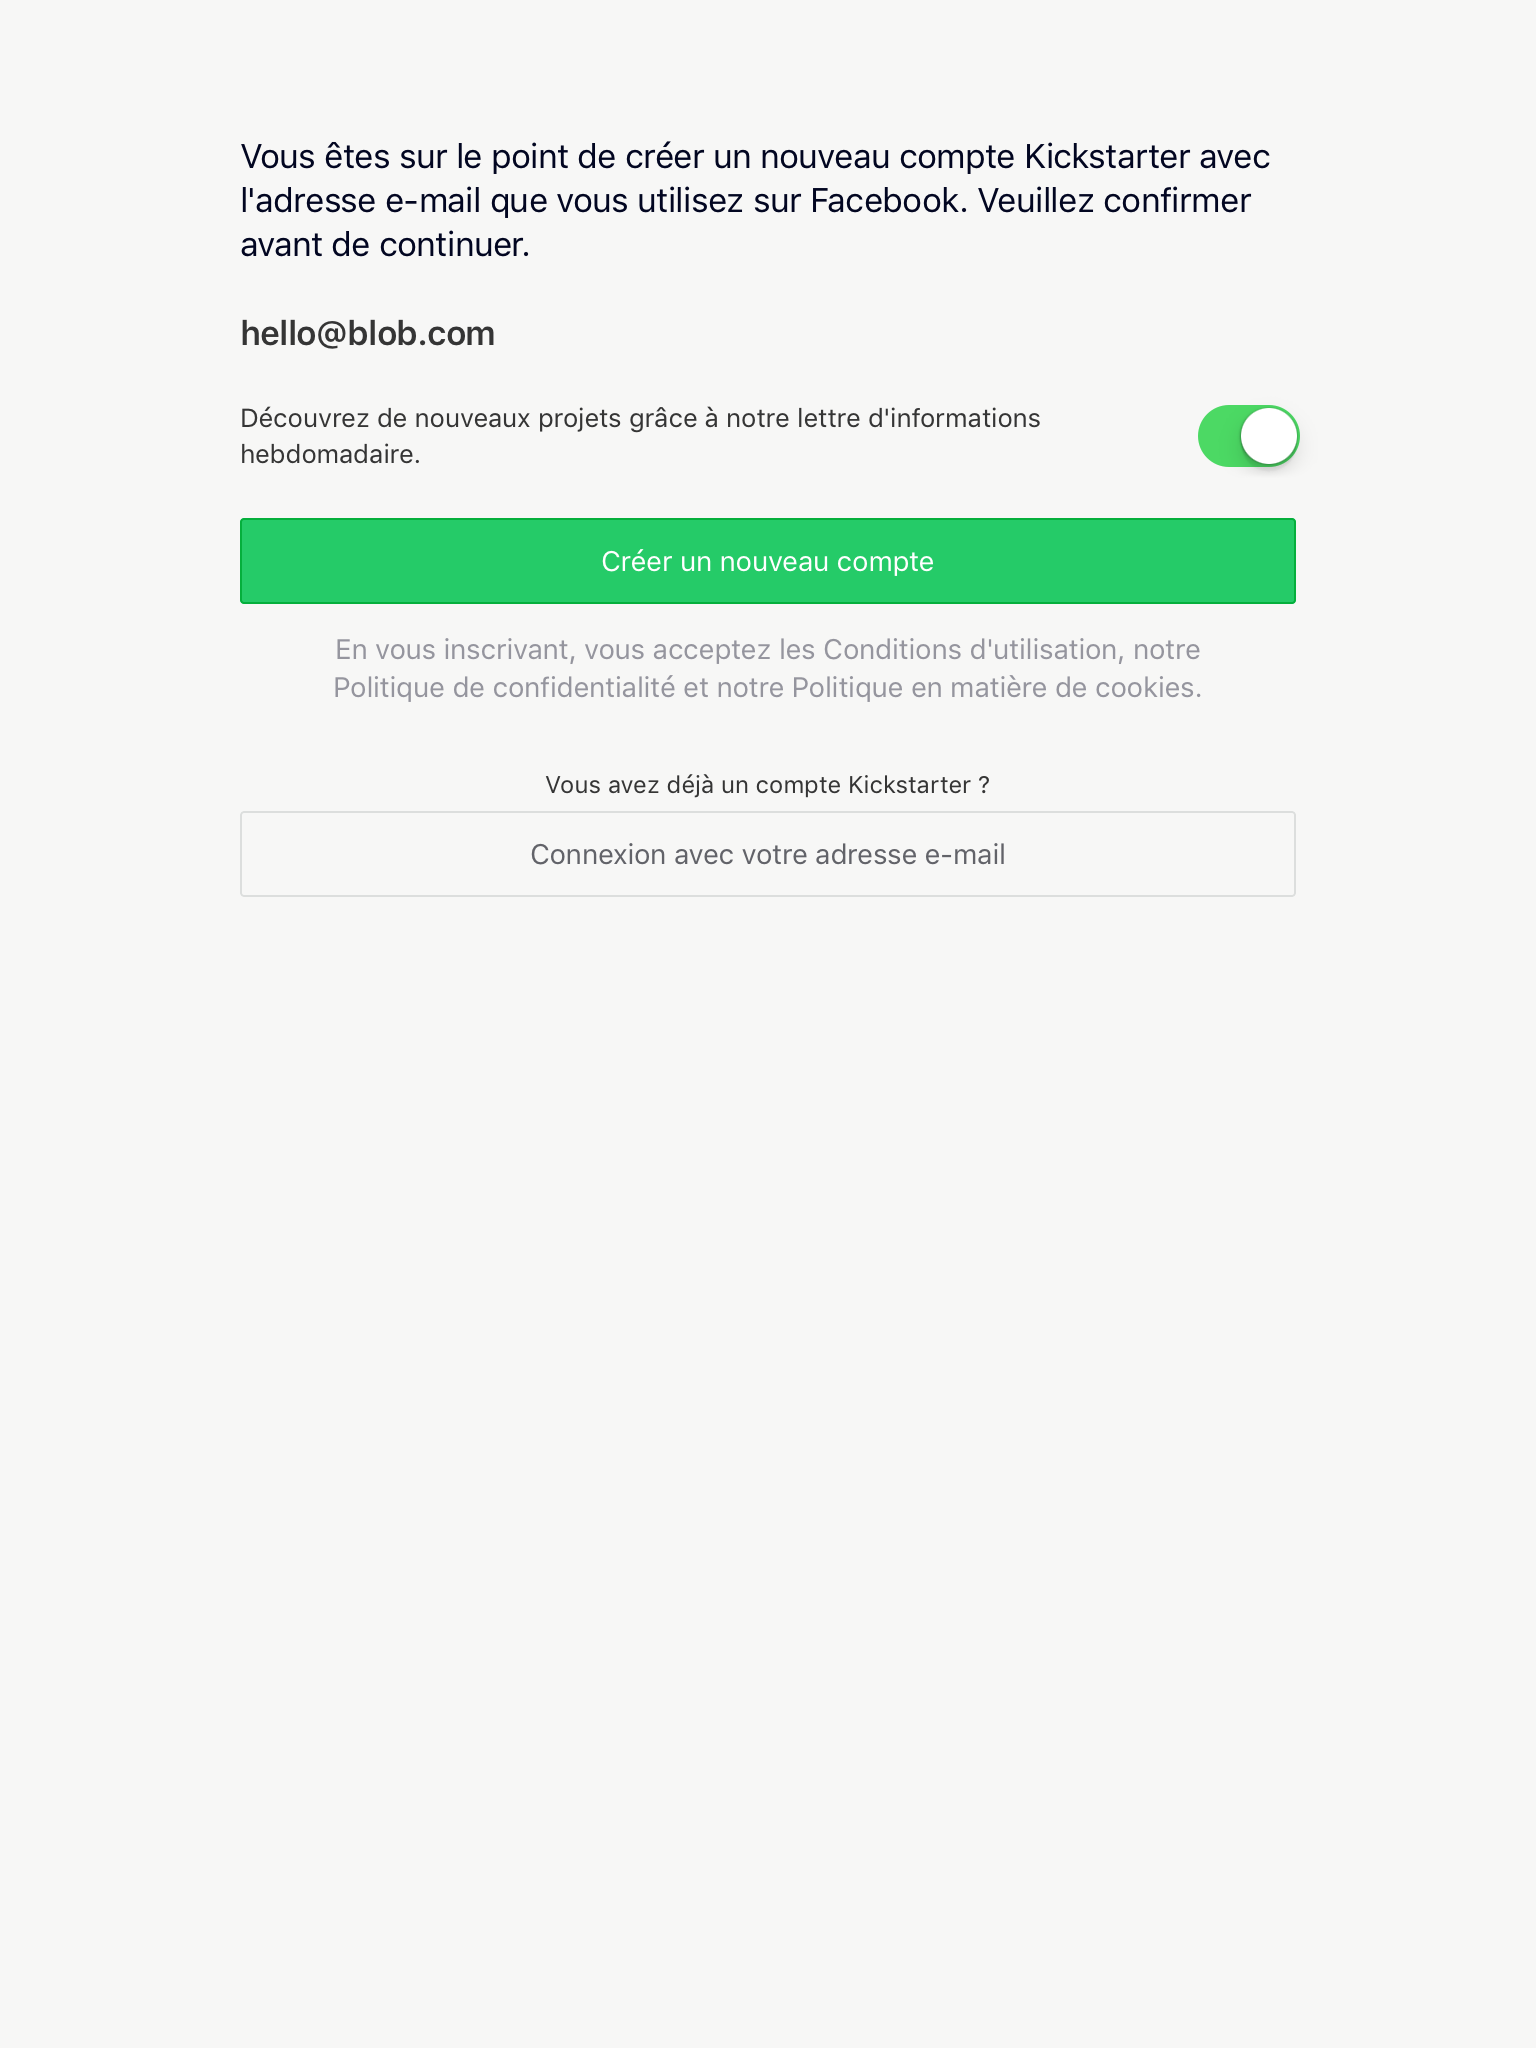 Vous êtes sur le point de créer un nouveau compte Kickstarter avec
l'adresse e-mail que vous utilisez sur Facebook. Veuillez confirmer
avant de continuer.
hello@blob.com
Découvrez de nouveaux projets grâce à notre lettre d'informations
hebdomadaire.
Créer un nouveau compte
En vous inscrivant, vous acceptez les Conditions d'utilisation, notre
Politique de confidentialité et notre Politique en matière de cookies.
Vous avez déjà un compte Kickstarter ?
Connexion avec votre adresse e-mail